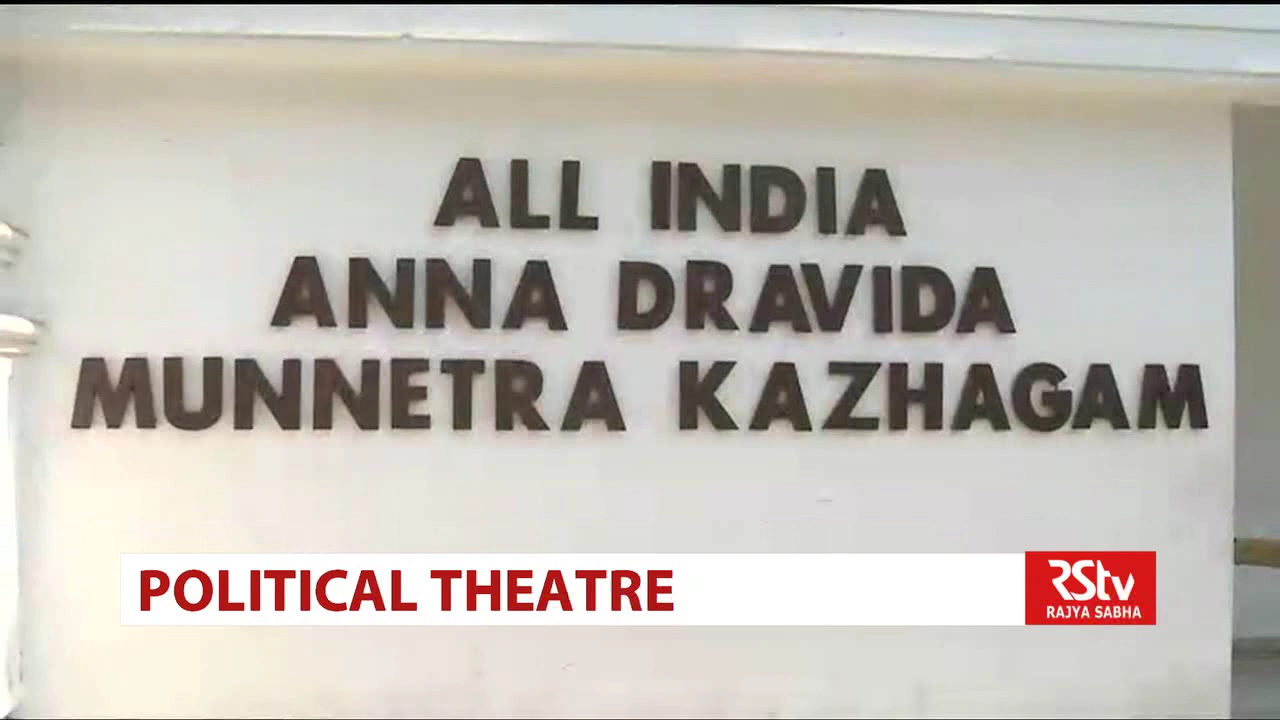 ALL INDIA
ANNA DRAVIDA
MUNNETRA KAZHAGAM
POLITICAL THEATRE
RStv
RAJYA SABHA